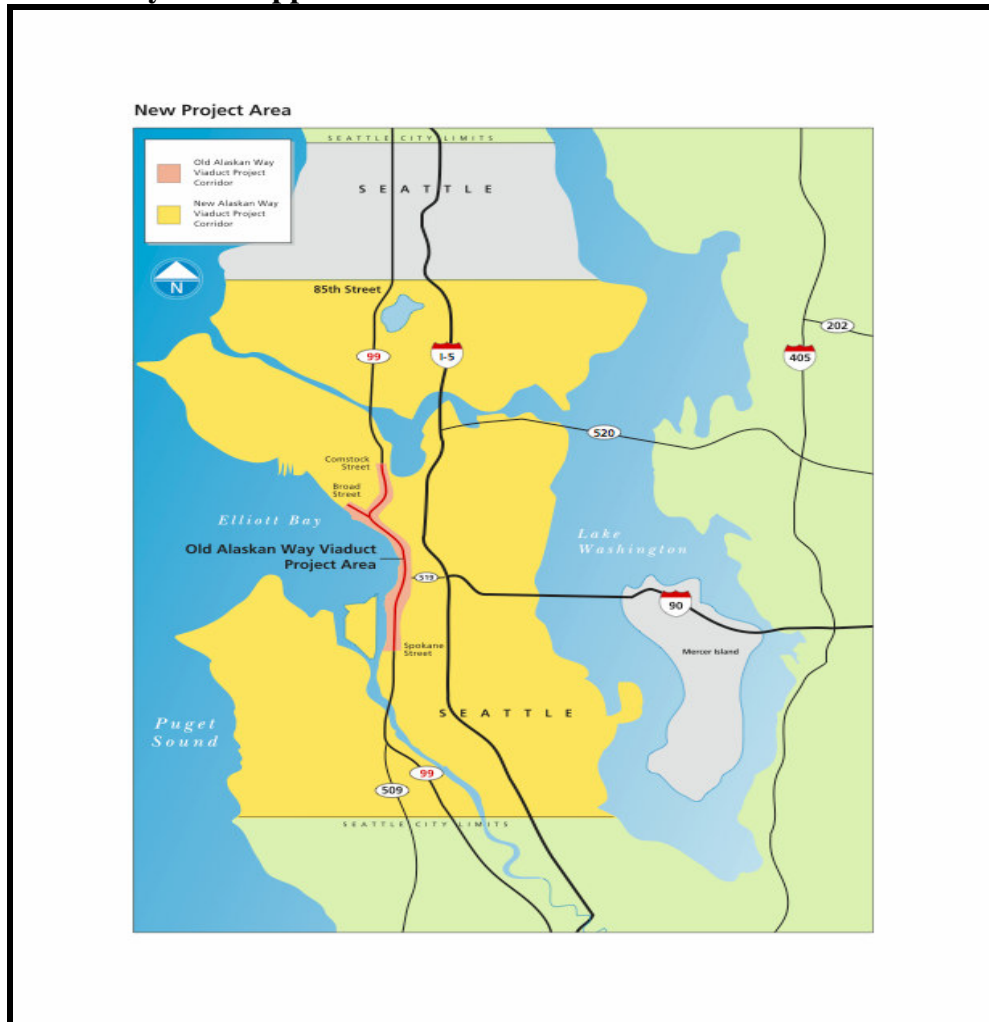 New Project Area
SEATTLE CITY LIMITS
Old Alaskan Way
Viaduct Project
Corridor
New Alaskan Way
Viaduct Project
Corridor
SEATTLE
N
85th Street
99
I-5
202
405
520
Comstock
Street
Broad
Street
Elliott Bay
Lake
Washington
Old Alaskan Way Viaduct
Project Area
519
90
Mercer Island
Spokane
Street
SEATTLE
Puget
Sound
99
509
SEATTLE CITY LIMITS